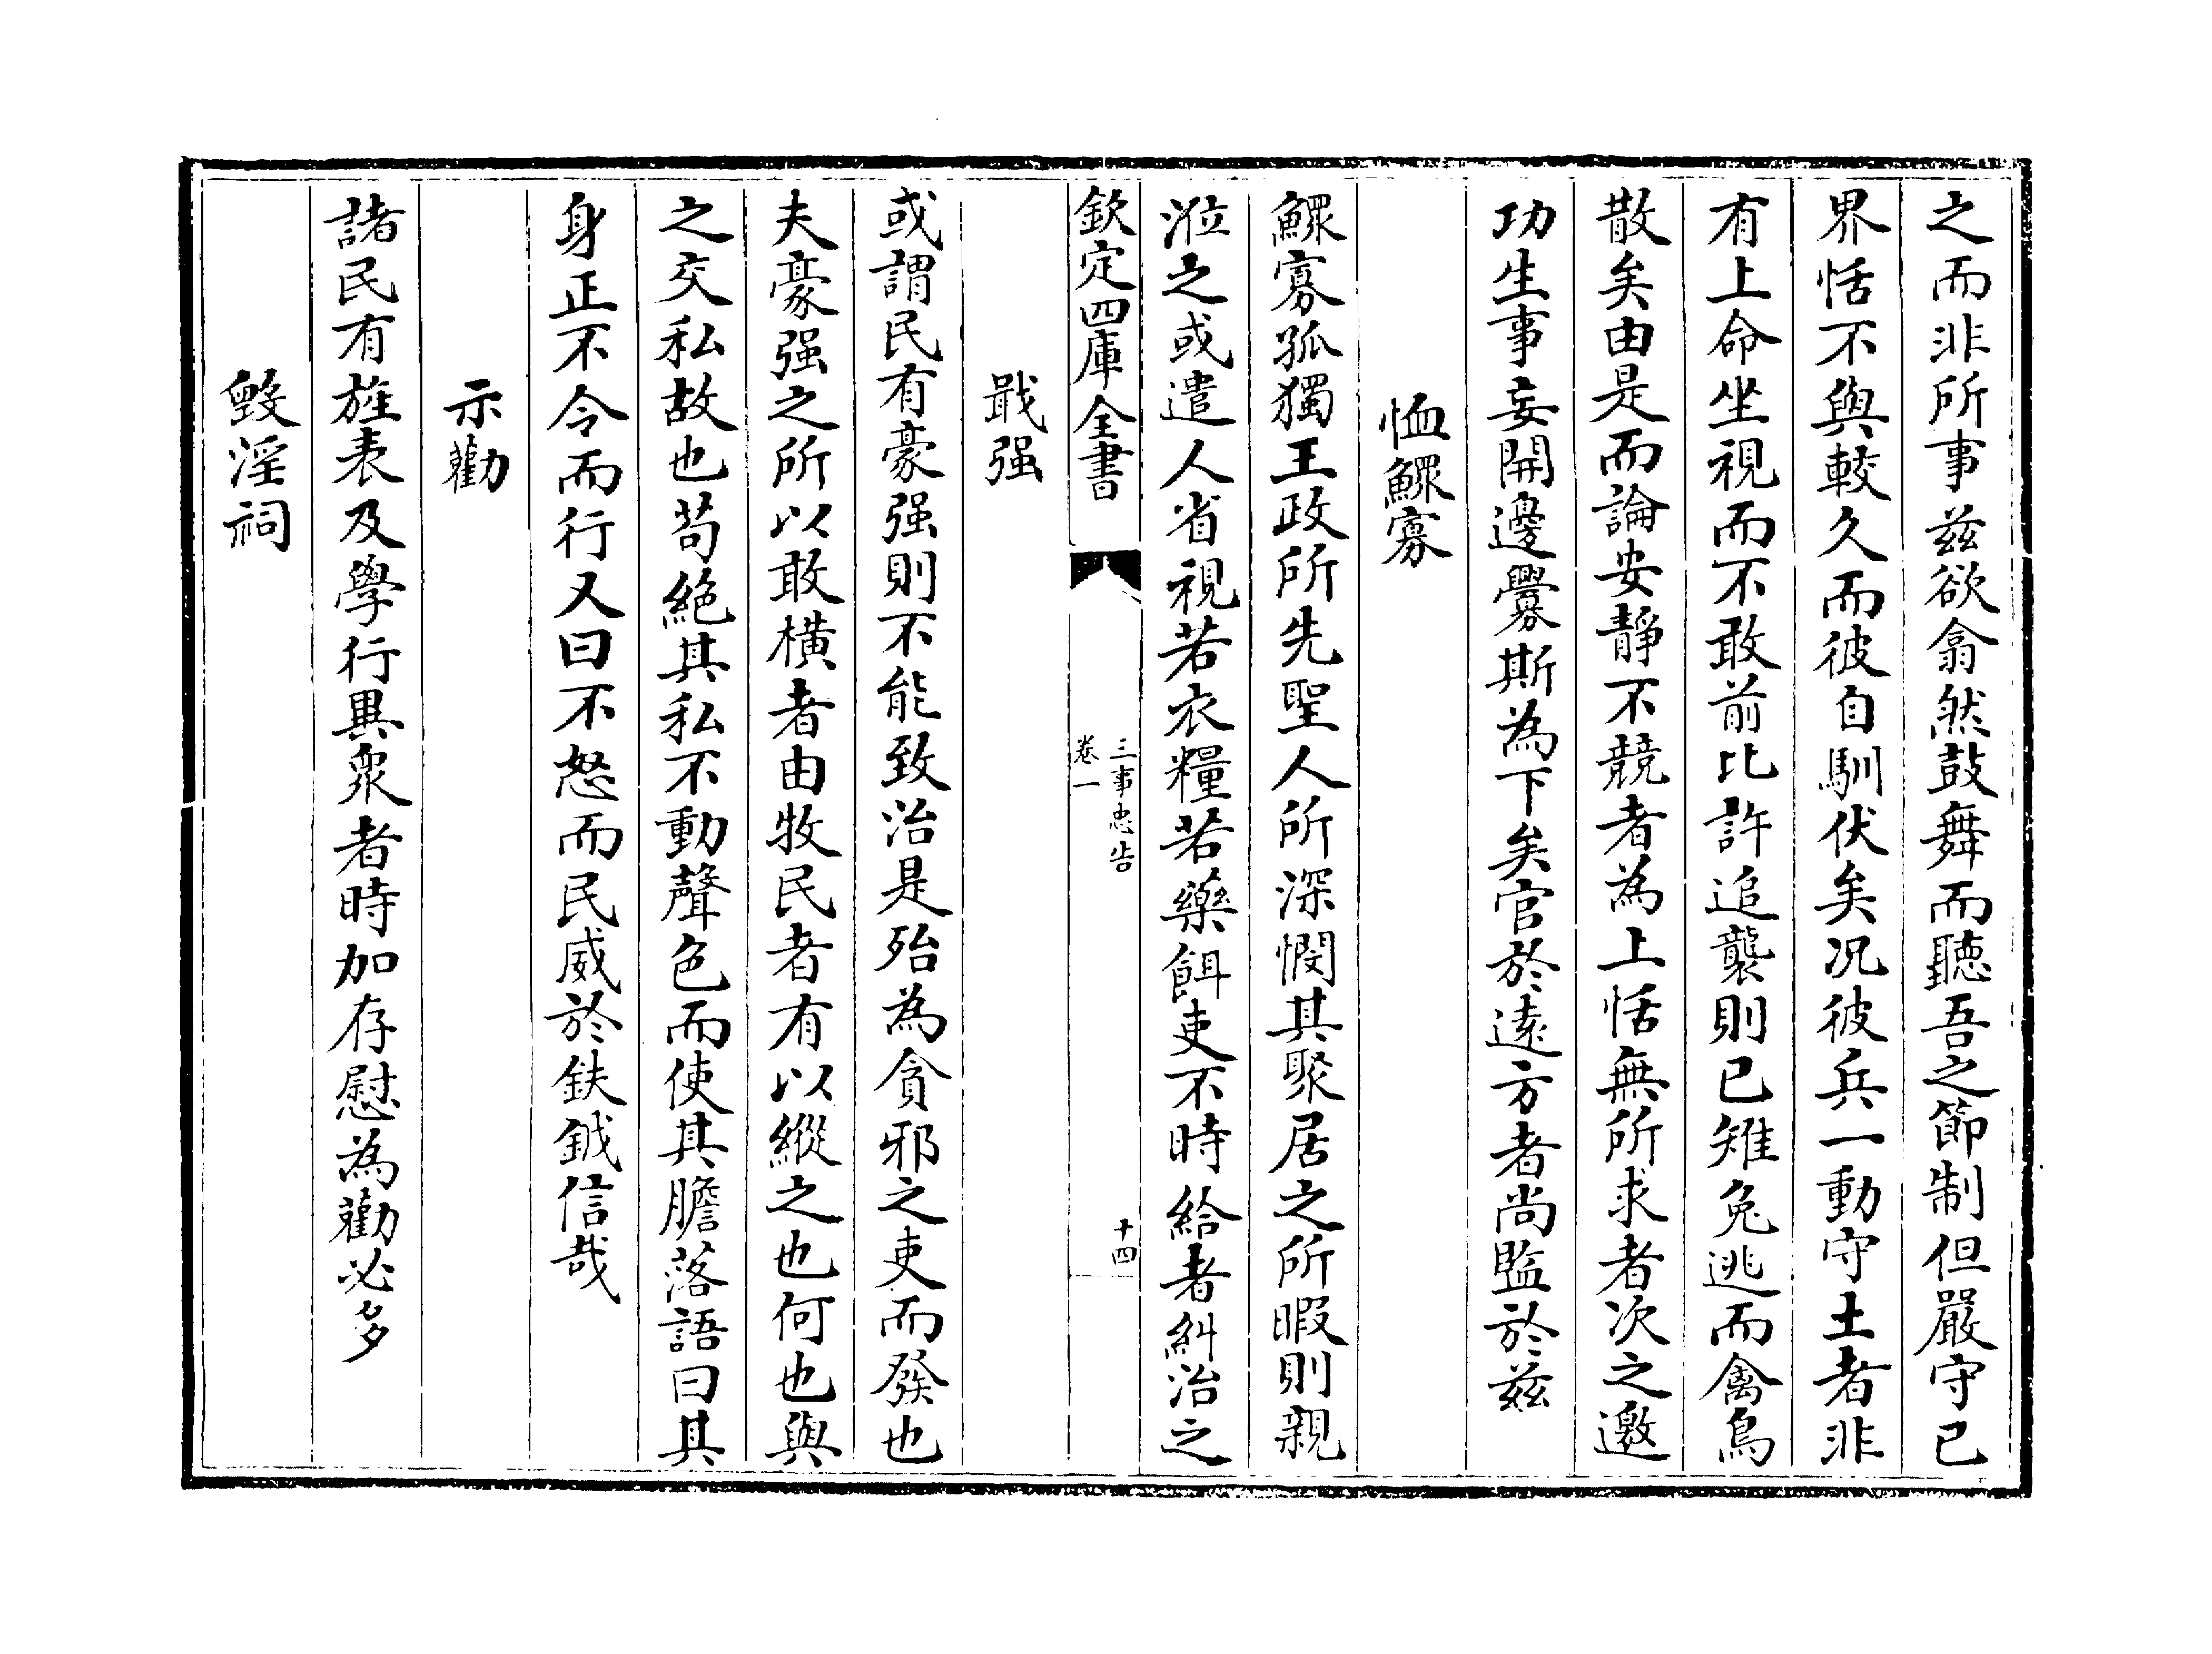 之而非所事兹欲翕然鼓舞而聽吾之節制但嚴守已
界恬不與較久而彼自馴伏矣况彼兵一動守土者非
有上命坐視而不敢前比許追襲則已雉兔逃而禽鳥
散矣由是而論安靜不競者為上恬無所求者次之邀
功生事妄開邊釁斯為下矣官於逺方者尚監於兹
恤鰥寡
鰥寡孤獨王政所先聖人所深憫其聚居之所暇則親
涖之或遣人省視若衣糧若藥餌吏不時給者糾治之
欽定四庫全書
三事忠告
卷一
十四
戢强
或謂民有豪强則不能致治是殆為貪邪之吏而發也
夫豪强之所以敢橫者由牧民者有以縱之也何也與
之交私故也苟絶其私不動聲色而使其膽落語曰其
身正不令而行又曰不怒而民威於鈇鉞信哉
示勸
諸民有旌表及學行異衆者時加存慰為勸必多
毁淫祠